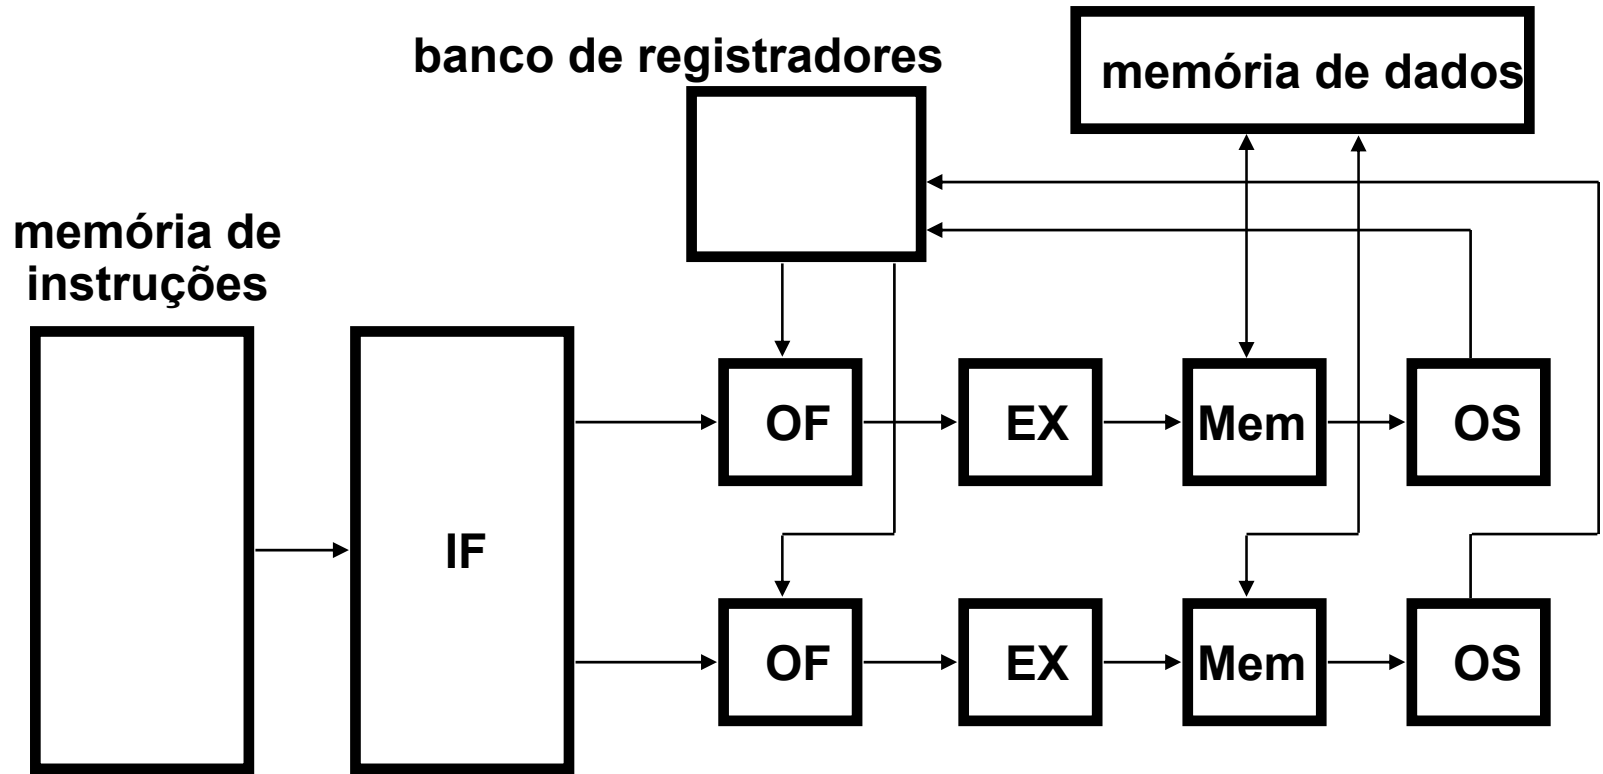 banco de registradores
memória de dados
memória de
instruções
IF
OF
EX
Mem
OS
OF
EX
Mem
OS